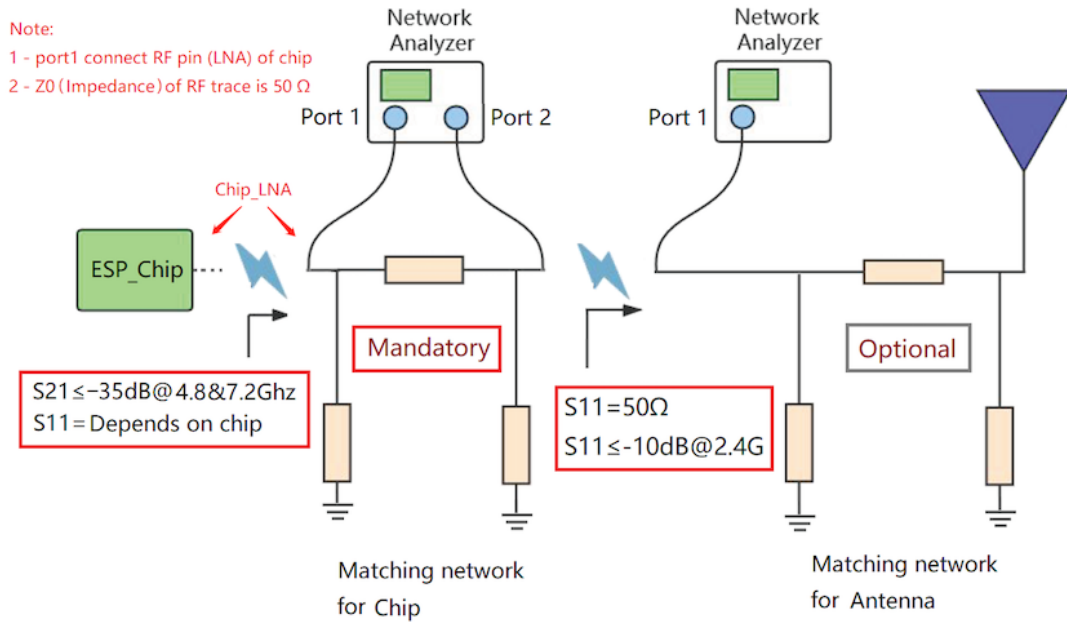 Note:
1 - port1 connect RF pin (LNA) of chip
2 - Z0(Impedance) of RF trace is 50 Ω
Network
Analyzer
Port 1
Port 2
Network
Analyzer
Port 1
Chip_LNA
ESP_Chip
Mandatory
Optional
S21≤-35dB@4.8&7.2Ghz
S11=Depends on chip
S11=50Ω
S11≤-10dB@2.4G
Matching network
for Chip
Matching network
for Antenna